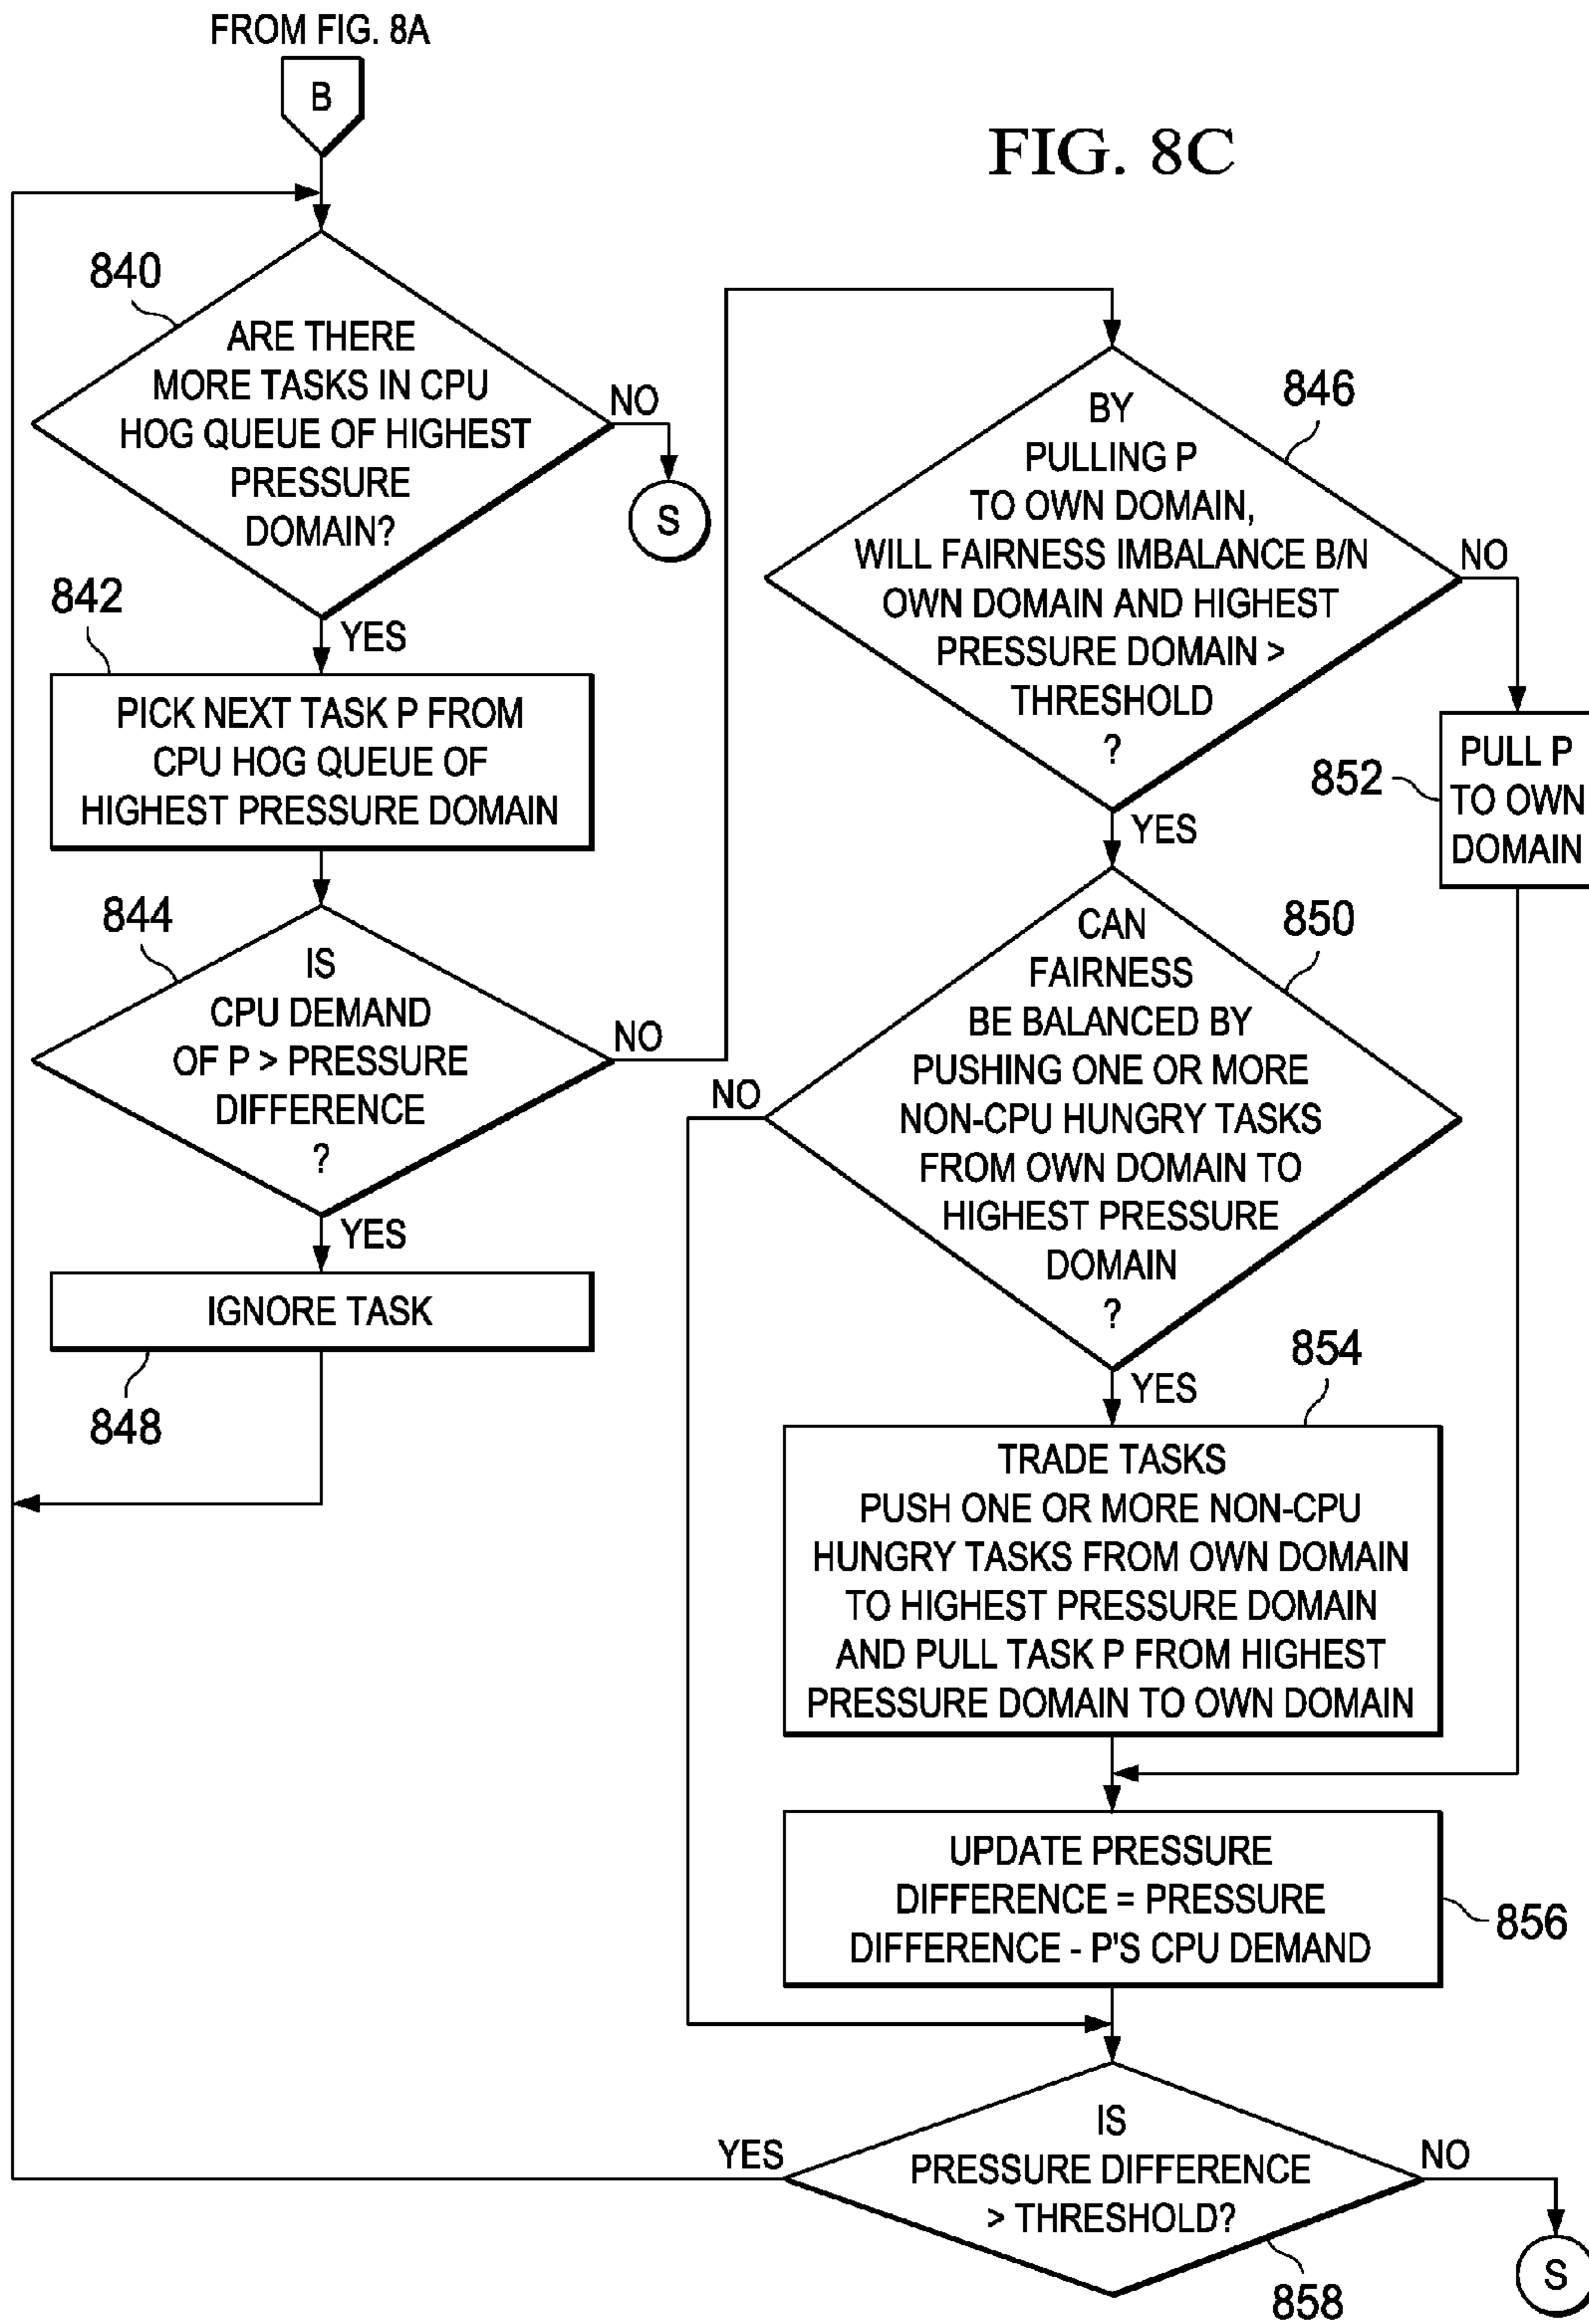 FROM FIG. 8A
B
FIG. 8C
840
ARE THERE
MORE TASKS IN CPU
HOG QUEUE OF HIGHEST
PRESSURE
DOMAIN?
NO
S
YES
842
PICK NEXT TASK P FROM
CPU HOG QUEUE OF
HIGHEST PRESSURE DOMAIN
844
IS
CPU DEMAND
OF P > PRESSURE
DIFFERENCE
?
NO
YES
IGNORE TASK
848
846
BY
PULLING P
TO OWN DOMAIN,
WILL FAIRNESS IMBALANCE B/N
OWN DOMAIN AND HIGHEST
PRESSURE DOMAIN >
THRESHOLD
?
NO
YES
852
PULL P
TO OWN
DOMAIN
850
CAN
FAIRNESS
BE BALANCED BY
PUSHING ONE OR MORE
NON-CPU HUNGRY TASKS
FROM OWN DOMAIN TO
HIGHEST PRESSURE
DOMAIN
?
NO
YES
854
TRADE TASKS
PUSH ONE OR MORE NON-CPU
HUNGRY TASKS FROM OWN DOMAIN
TO HIGHEST PRESSURE DOMAIN
AND PULL TASK P FROM HIGHEST
PRESSURE DOMAIN TO OWN DOMAIN
UPDATE PRESSURE
DIFFERENCE = PRESSURE
DIFFERENCE - P'S CPU DEMAND
856
IS
PRESSURE DIFFERENCE
> THRESHOLD?
YES
NO
858
S